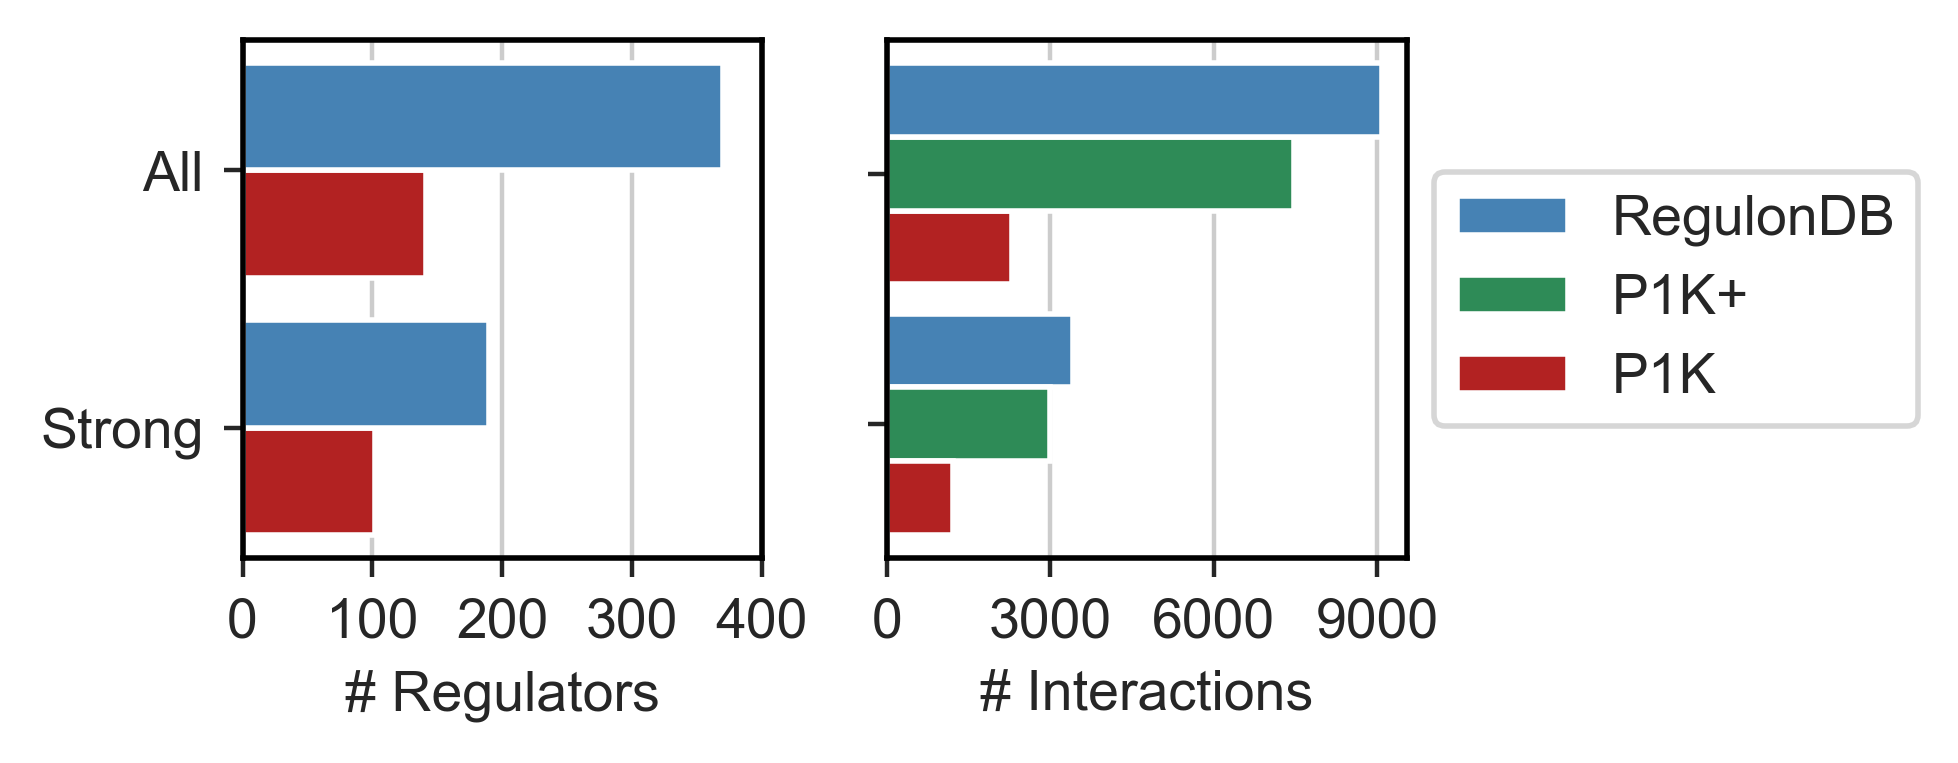 All
Strong
0 100 200 300 400
# Regulators
0 3000 6000 9000
# Interactions
RegulonDB
P1K+
P1K